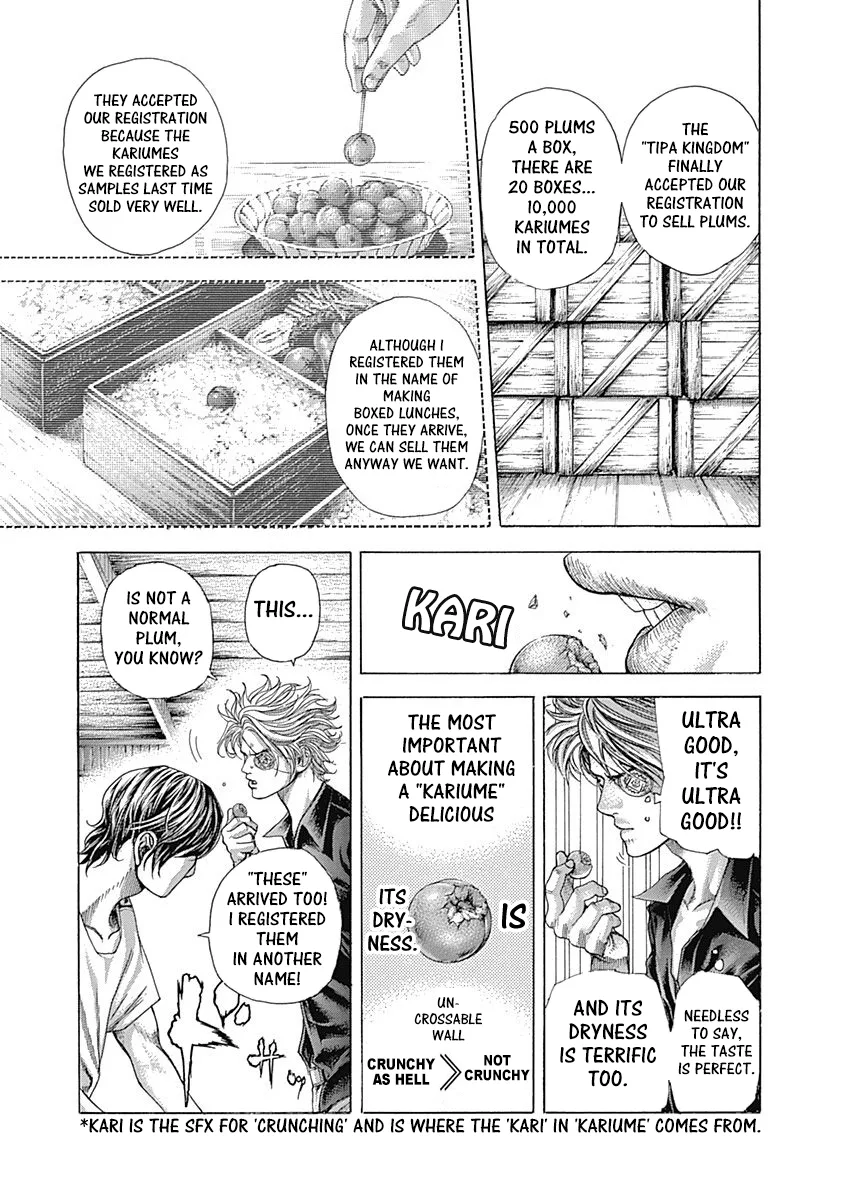 THE
"TIPA KINGDOM"
FINALLY
ACCEPTED OUR
REGISTRATION
TO SELL PLUMS.
500 PLUMS
A BOX,
THERE ARE
20 BOXES...
10,000
KARIUMES
IN TOTAL.
THEY ACCEPTED
OUR REGISTRATION
BECAUSE THE
KARIUMES
WE REGISTERED AS
SAMPLES LAST TIME
SOLD VERY WELL.
ALTHOUGH I
REGISTERED THEM
IN THE NAME OF
MAKING
BOXED LUNCHES,
ONCE THEY ARRIVE,
WE CAN SELL THEM
ANYWAY WE WANT.
KARI
THIS...
IS NOT A
NORMAL
PLUM,
YOU KNOW?
"THESE"
ARRIVED TOO!
I REGISTERED
THEM
IN ANOTHER
NAME!
ULTRA
GOOD,
IT'S
ULTRA
GOOD!!
NEEDLESS
TO SAY,
THE TASTE
IS PERFECT.
AND ITS
DRYNESS
IS TERRIFIC
TOO.
THE MOST
IMPORTANT
ABOUT MAKING
A "KARIUME"
DELICIOUS
IS
ITS
DRY-
NESS.
UN-
CROSSABLE
WALL
CRUNCHY
AS HELL
NOT
CRUNCHY
*KARI IS THE SFX FOR 'CRUNCHING' AND IS WHERE THE 'KARI' IN 'KARIUME' COMES FROM.